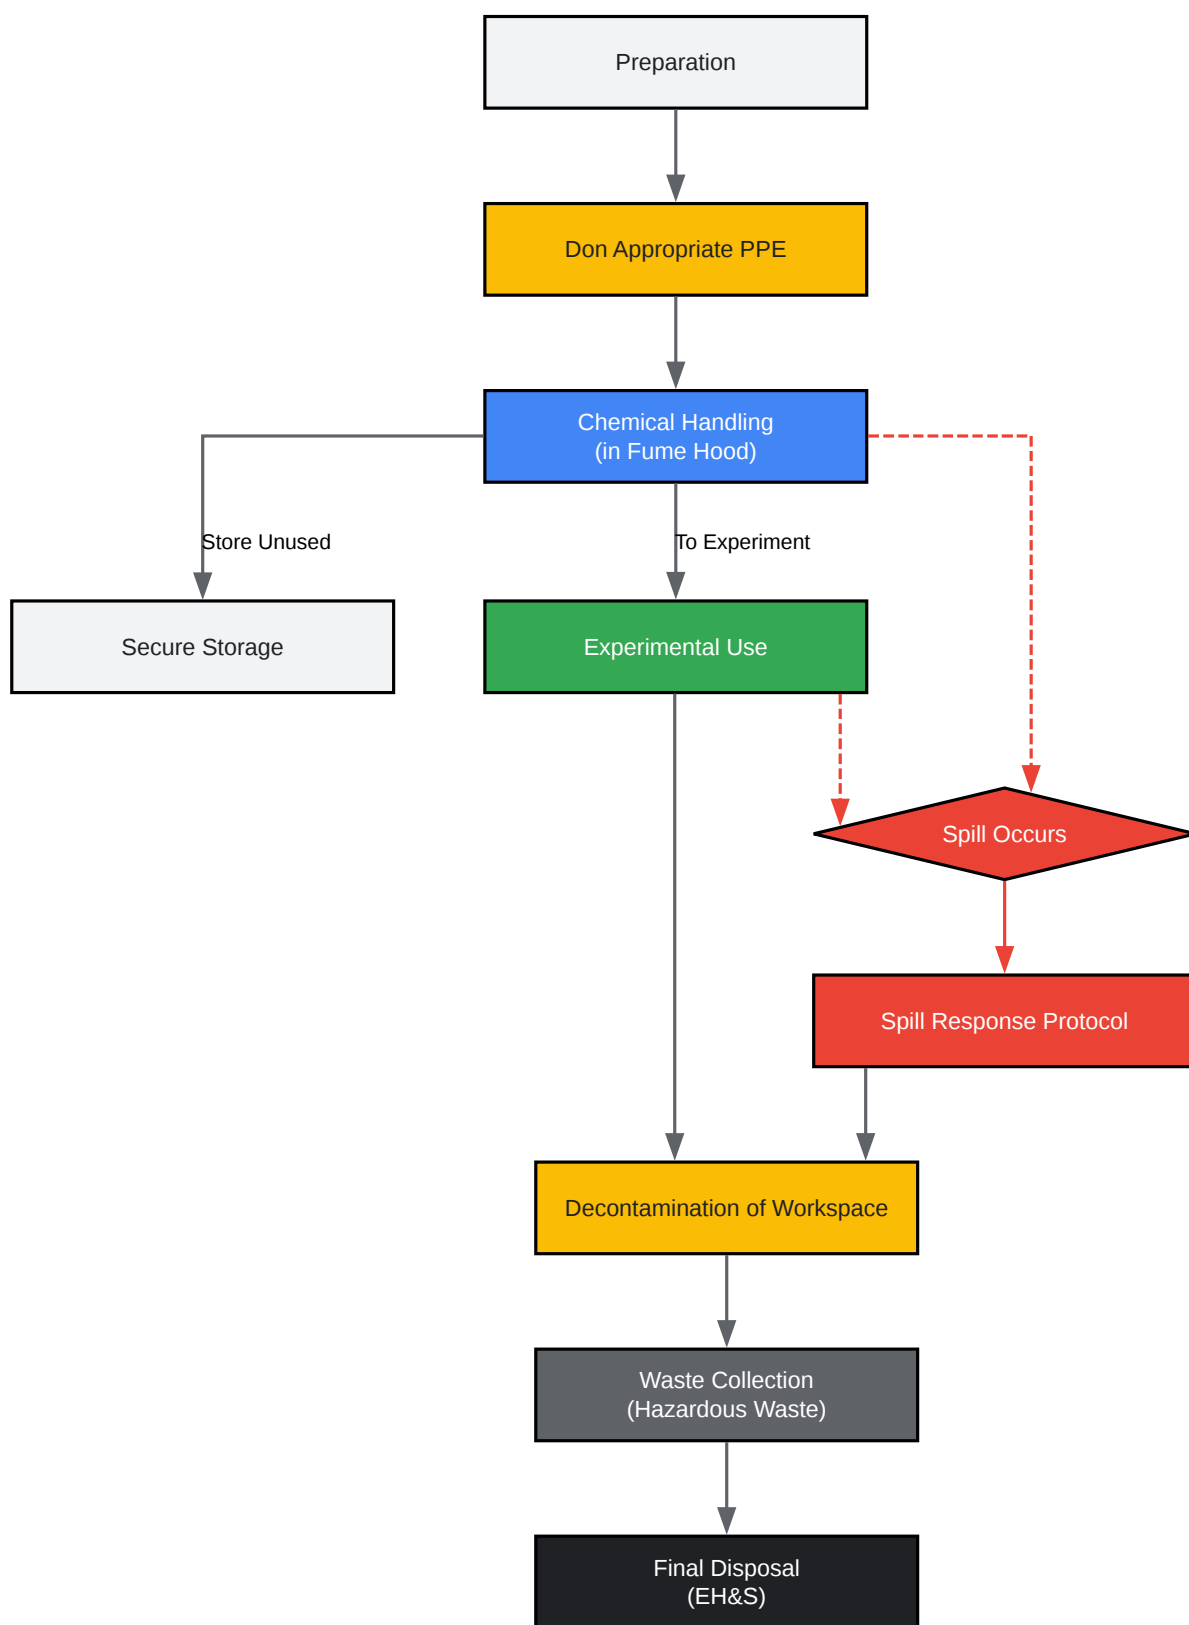 Preparation
Don Appropriate PPE
Chemical Handling
(in Fume Hood)
Store Unused
To Experiment
Secure Storage
Experimental Use
Spill Occurs
Spill Response Protocol
Decontamination of Workspace
Waste Collection
(Hazardous Waste)
Final Disposal
(EH&S)